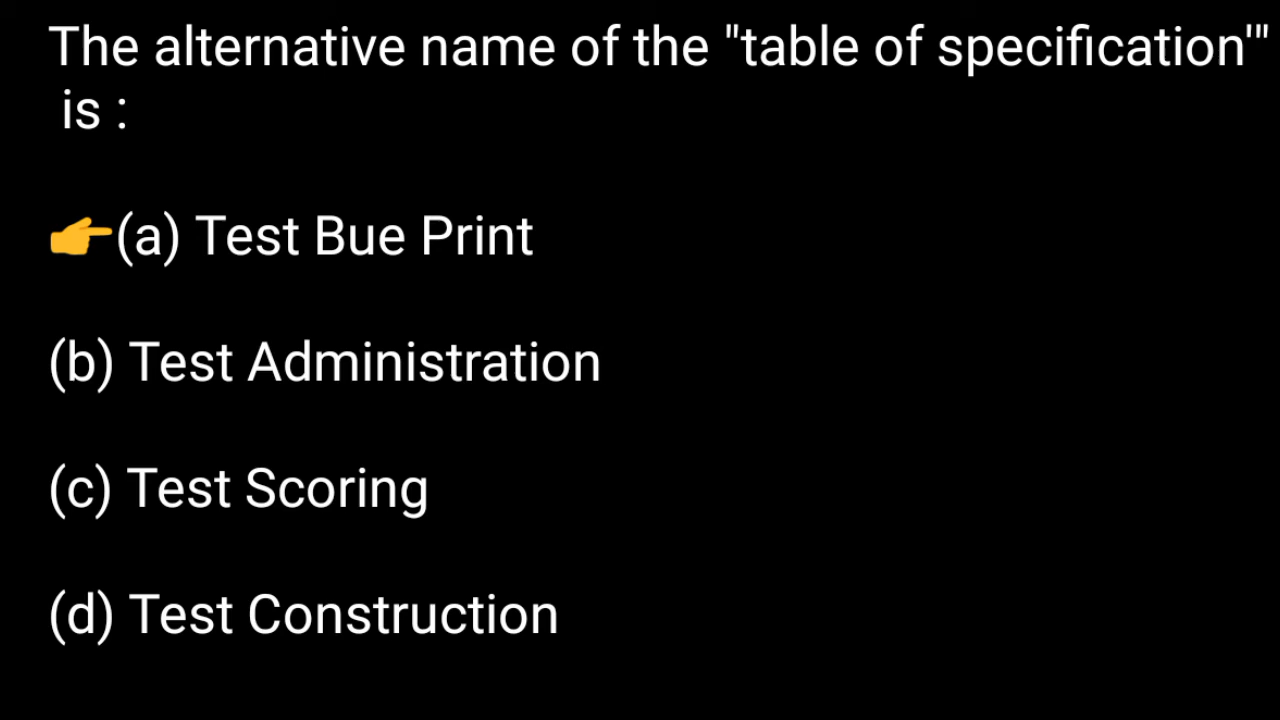 The alternative name of the "table of specification'"
is :
👉(a) Test Bue Print
(b) Test Administration
(c) Test Scoring
(d) Test Construction